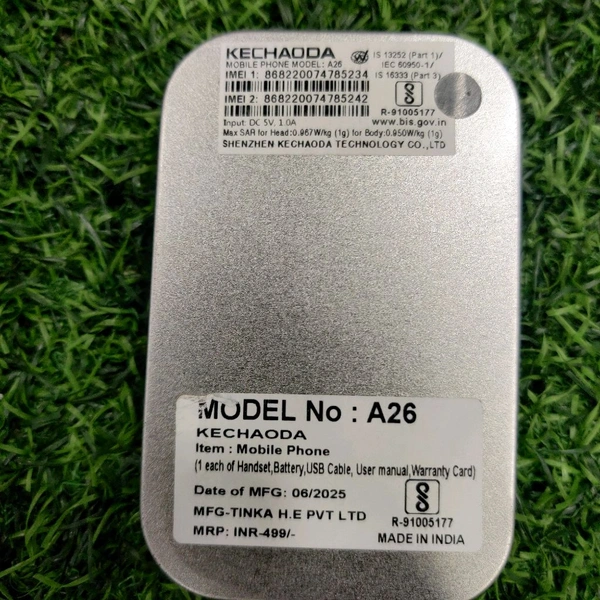 KECHAODA
MOBILE PHONE MODEL: A26
IMEI 1: 868220074785234
IMEI 2: 868220074785242
Input: DC 5V, 1.0A
IS 13252 (Part 1)/
IEC 60950-1/
IS 16333 (Part 3)
R-91005177
www.bis.gov.in
Max SAR for Head:0.967W/kg (1g) for Body:0.950W/kg (1g)
SHENZHEN KECHAODA TECHNOLOGY CO.,LTD
MODEL No : A26
KECHAODA
Item : Mobile Phone
(1 each of Handset,Battery,USB Cable, User manual,Warranty Card)
Date of MFG: 06/2025
MFG-TINKA H.E PVT LTD
MRP: INR-499/-
R-91005177
MADE IN INDIA